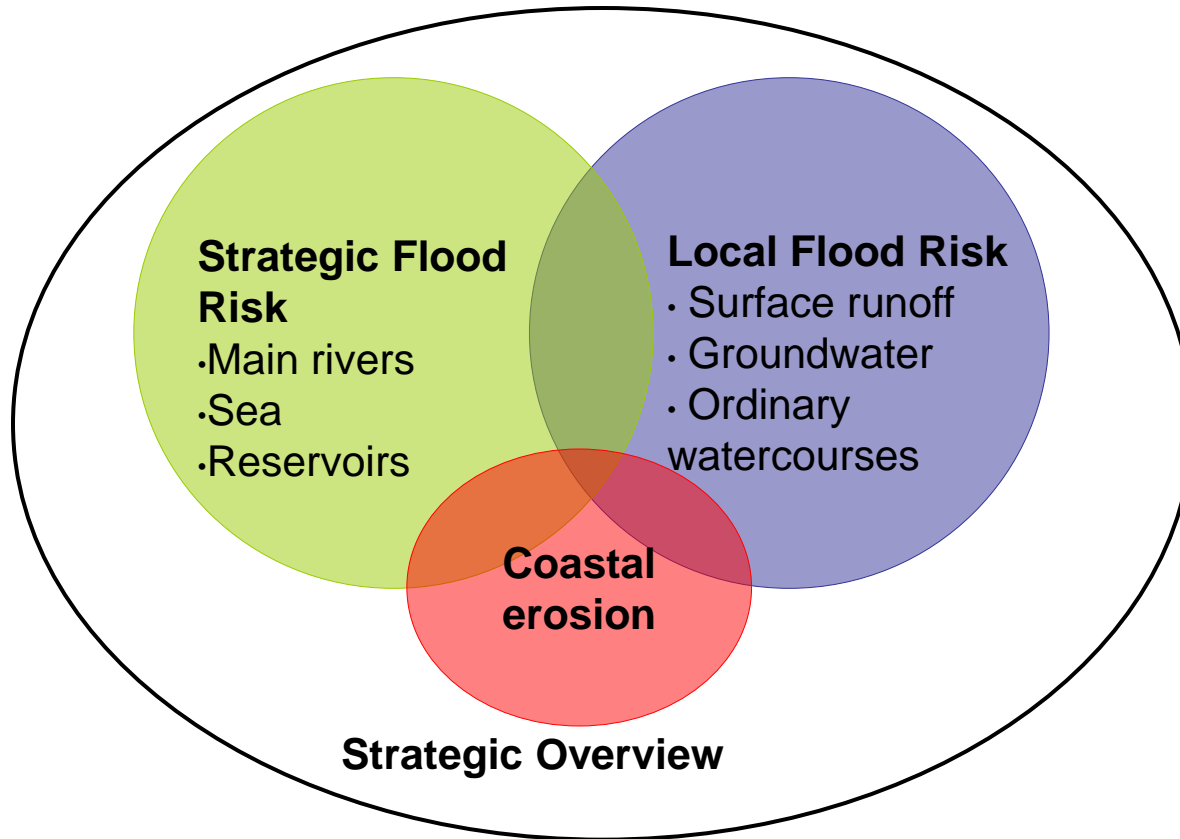 Strategic Flood
Risk
•Main rivers
•Sea
•Reservoirs
Local Flood Risk
• Surface runoff
• Groundwater
• Ordinary
watercourses
Coastal
erosion
Strategic Overview